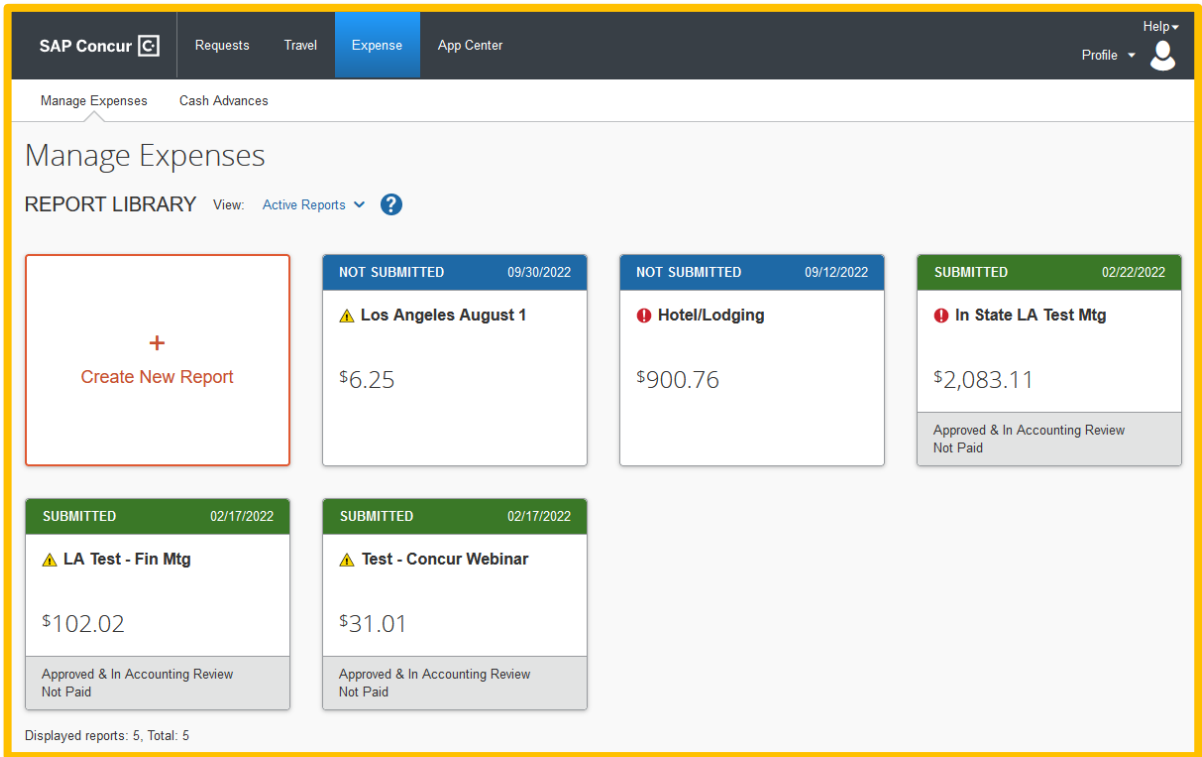 SAP Concur C Requests Travel Expense App Center
Help
Profile
Manage Expenses Cash Advances
Manage Expenses
REPORT LIBRARY View: Active Reports ?
+
Create New Report
NOT SUBMITTED 09/30/2022
Los Angeles August 1
$6.25
NOT SUBMITTED 09/12/2022
Hotel/Lodging
$900.76
SUBMITTED 02/22/2022
In State LA Test Mtg
$2,083.11
Approved & In Accounting Review
Not Paid
SUBMITTED 02/17/2022
LA Test - Fin Mtg
$102.02
Approved & In Accounting Review
Not Paid
SUBMITTED 02/17/2022
Test - Concur Webinar
$31.01
Approved & In Accounting Review
Not Paid
Displayed reports: 5, Total: 5